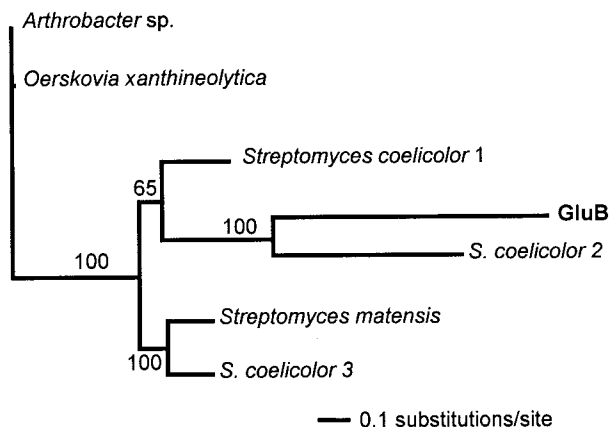 Arthrobacter sp.
Oerskovia xanthineolytica
Streptomyces coelicolor 1
65
GluB
100
S. coelicolor 2
100
Streptomyces matensis
100
S. coelicolor 3
0.1 substitutions/site